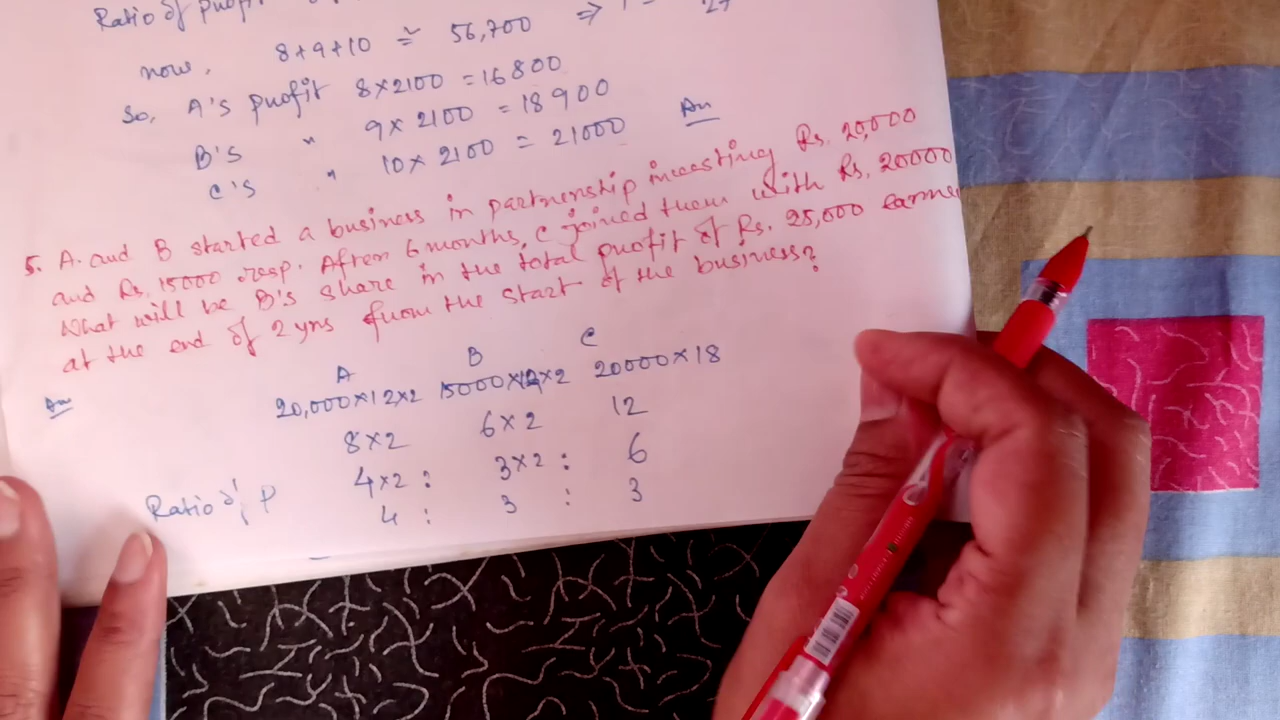 Ratio of Profit
now, 8+9+10 ≅ 56,700 ⇒
So, A's profit 8×2100 = 16800
B's " 9×2100 = 18900
C's " 10×2100 = 21000 An
5. A. and B started a business in partnership investing Rs. 20,000
and Rs. 15000 resp. After 6 months, C joined them with Rs. 20000
What will be B's share in the total profit of Rs. 25,000 earne
at the end of 2 yrs from the start of the business?
A B C
An 20,000×12×2 15000×12×2 20000×18
8×2 6×2 12
4×2 : 3×2 : 6
Ratio of P 4 : 3 : 3